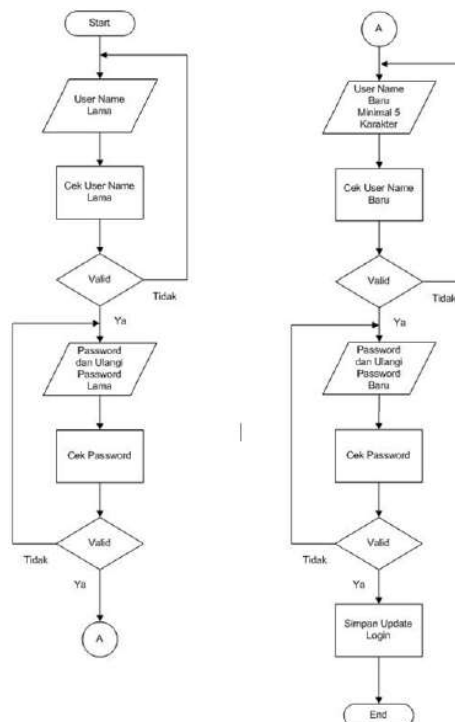 Start
User Name
Lama
Cek User Name
Lama
Valid
Tidak
Ya
Password
dan Ulangi
Password
Lama
Cek Password
Valid
Tidak
Ya
A
A
User Name
Baru
Minimal 5
Karakter
Cek User Name
Baru
Valid
Tidak
Ya
Password
dan Ulangi
Password
Baru
Cek Password
Valid
Tidak
Ya
Simpan Update
Login
End